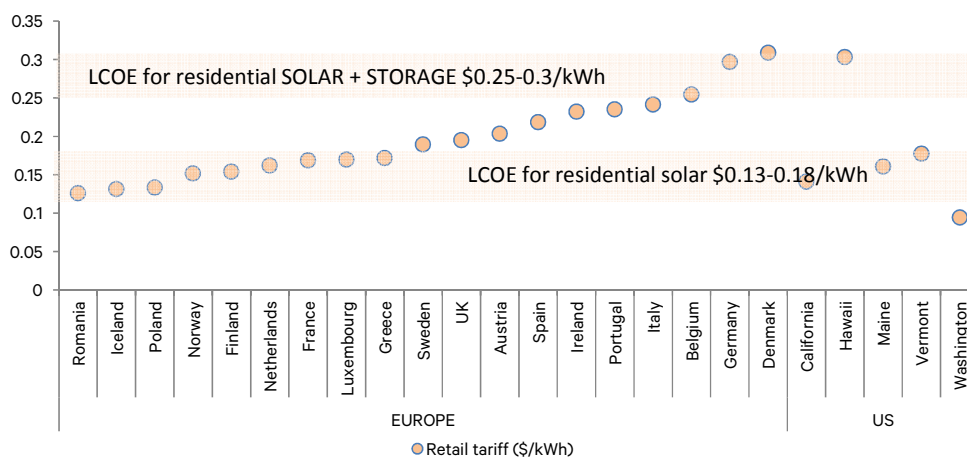 0.35
0.3
0.25
0.2
0.15
0.1
0.05
0
LCOE for residential SOLAR + STORAGE $0.25-0.3/kWh
LCOE for residential solar $0.13-0.18/kWh
Romania
Iceland
Poland
Norway
Finland
Netherlands
France
Luxembourg
Greece
Sweden
UK
Austria
Spain
Ireland
Portugal
Italy
Belgium
Germany
Denmark
California
Hawaii
Maine
Vermont
Washington
EUROPE
US
Retail tariff ($/kWh)